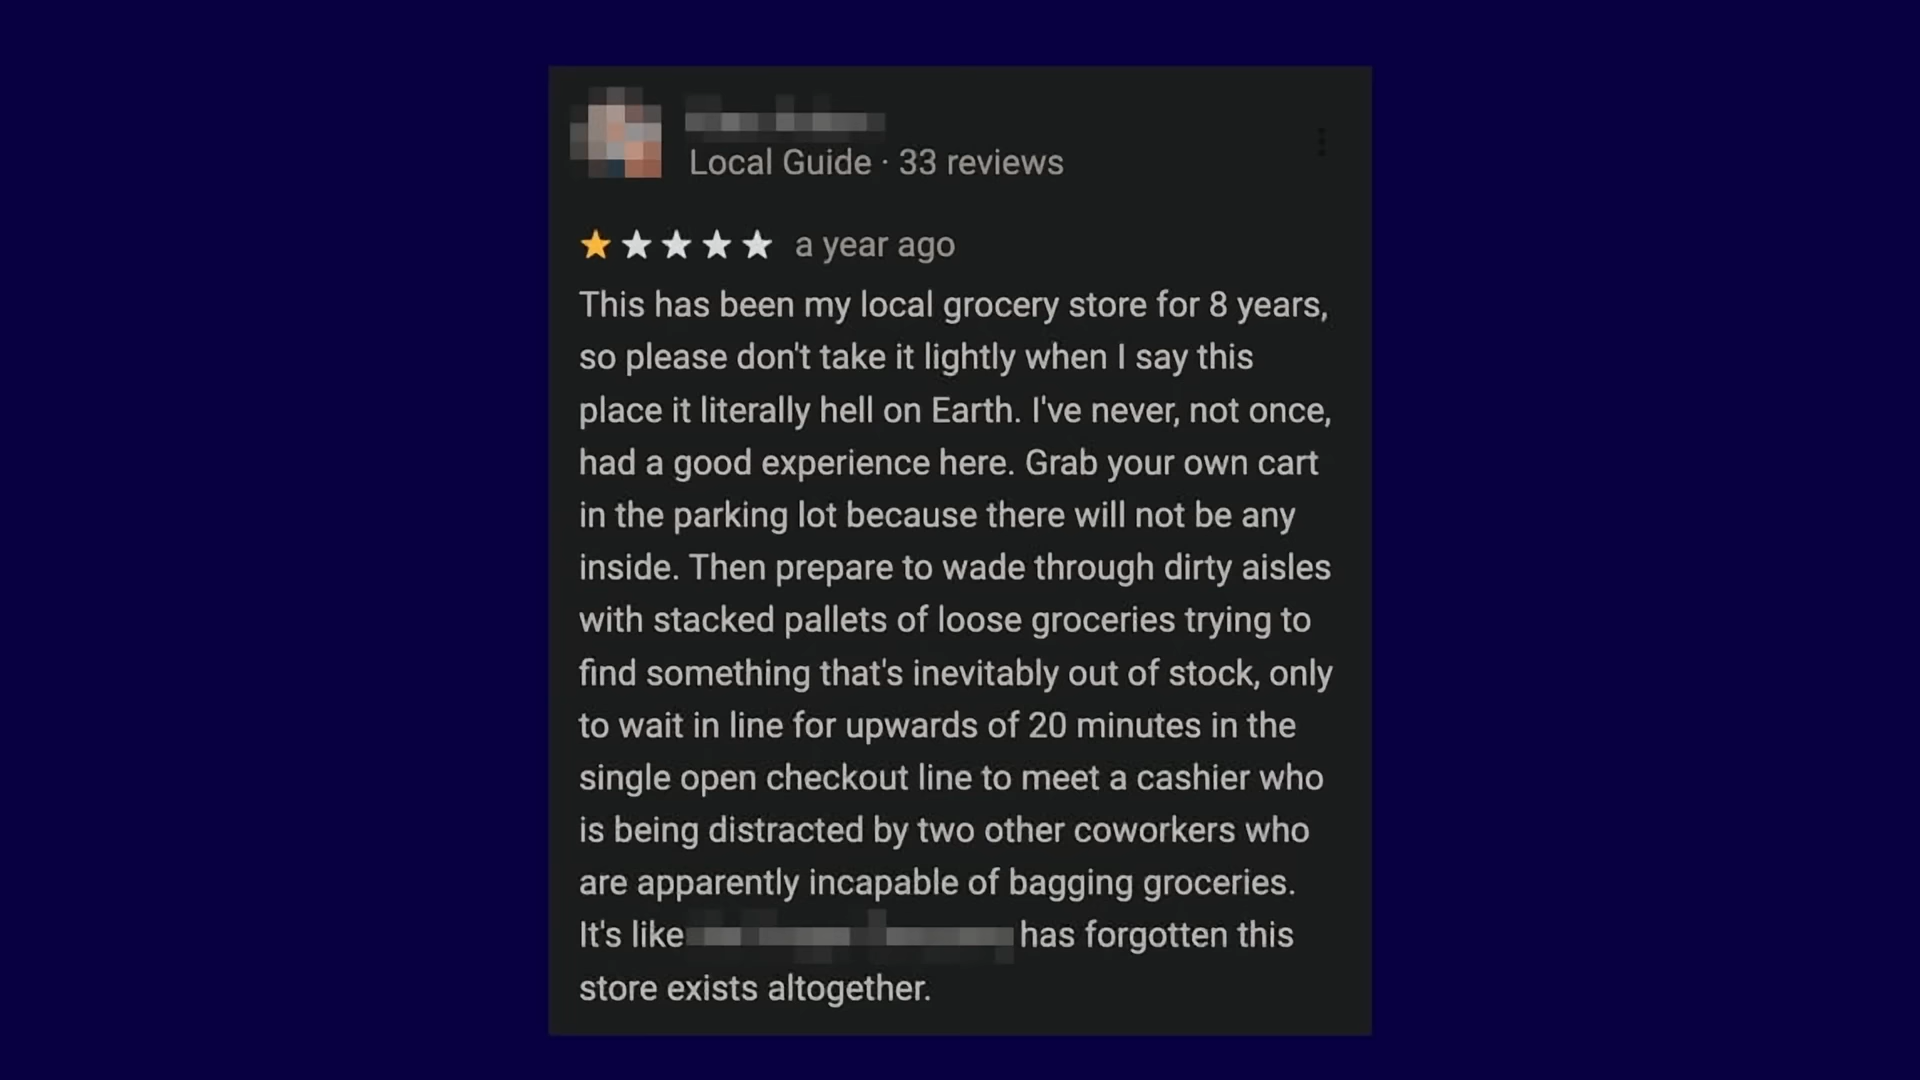 Local Guide · 33 reviews
a year ago
This has been my local grocery store for 8 years,
so please don't take it lightly when I say this
place it literally hell on Earth. I've never, not once,
had a good experience here. Grab your own cart
in the parking lot because there will not be any
inside. Then prepare to wade through dirty aisles
with stacked pallets of loose groceries trying to
find something that's inevitably out of stock, only
to wait in line for upwards of 20 minutes in the
single open checkout line to meet a cashier who
is being distracted by two other coworkers who
are apparently incapable of bagging groceries.
It's like has forgotten this
store exists altogether.